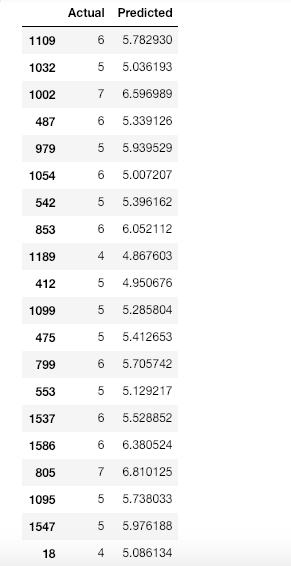 Actual Predicted
1109 6 5.782930
1032 5 5.036193
1002 7 6.596989
487 6 5.339126
979 5 5.939529
1054 6 5.007207
542 5 5.396162
853 6 6.052112
1189 4 4.867603
412 5 4.950676
1099 5 5.285804
475 5 5.412653
799 6 5.705742
553 5 5.129217
1537 6 5.528852
1586 6 6.380524
805 7 6.810125
1095 5 5.738033
1547 5 5.976188
18 4 5.086134